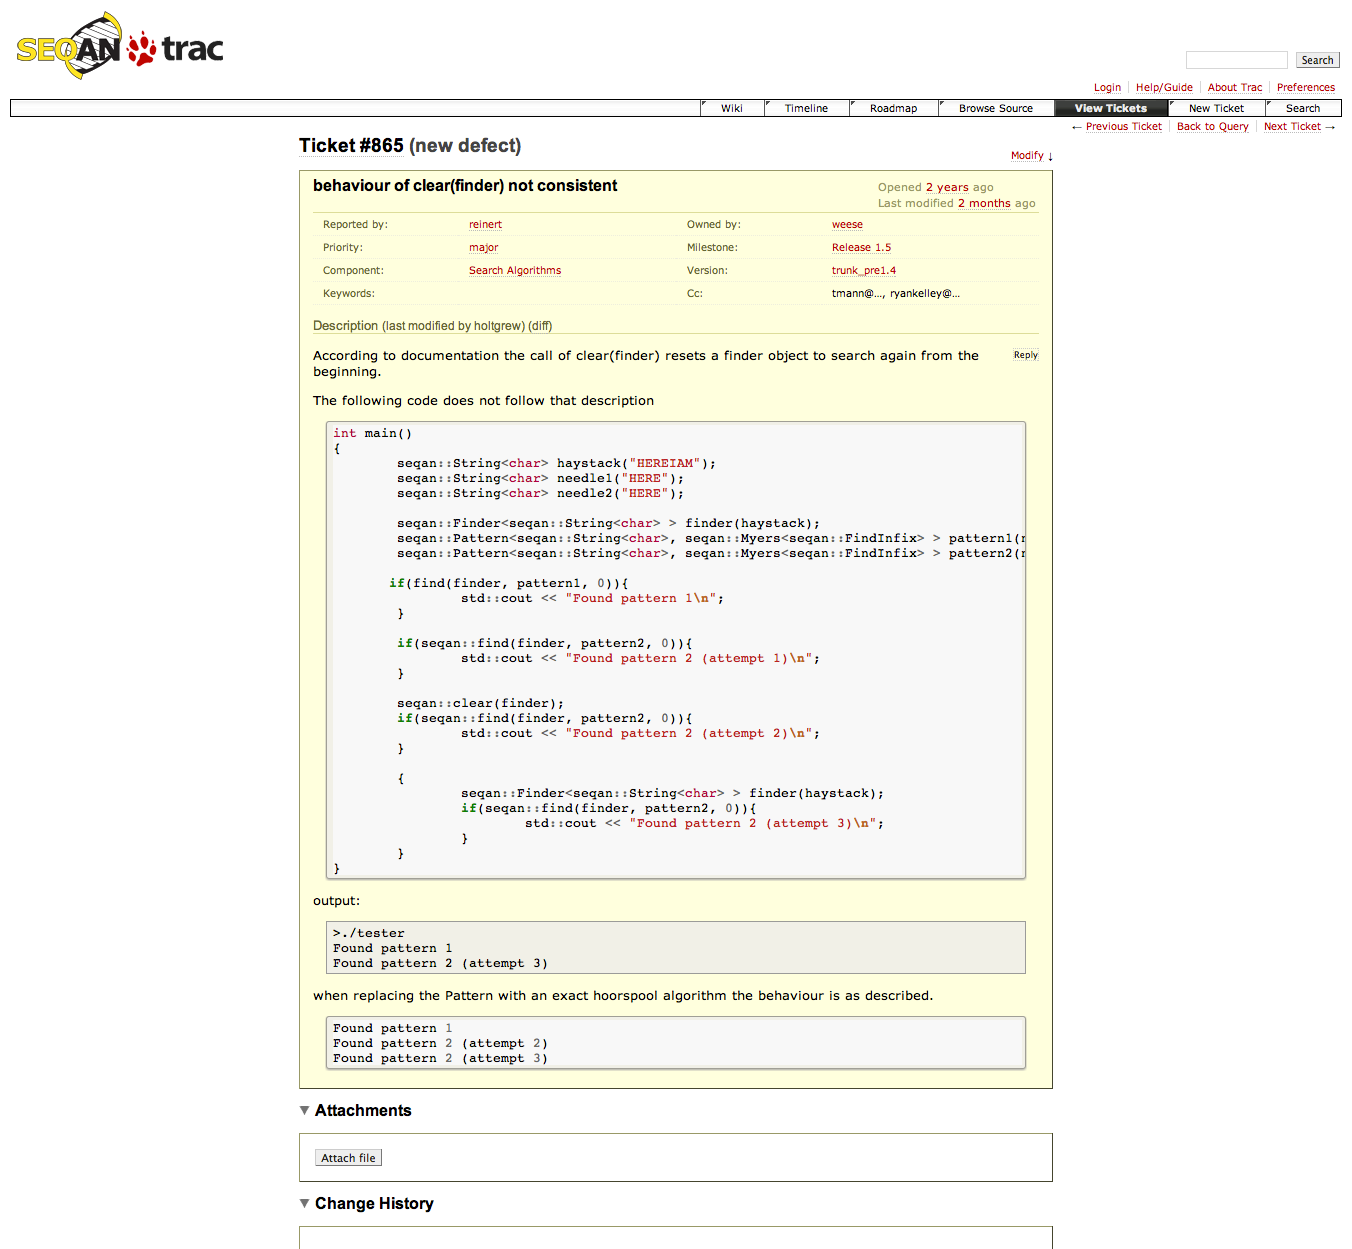 SEQAN trac
Search
Login Help/Guide About Trac Preferences
Wiki Timeline Roadmap Browse Source View Tickets New Ticket Search
← Previous Ticket Back to Query Next Ticket →
Ticket #865 (new defect)
Modify ↓
behaviour of clear(finder) not consistent
Opened 2 years ago
Last modified 2 months ago
Reported by: reinert Owned by: weese
Priority: major Milestone: Release 1.5
Component: Search Algorithms Version: trunk_pre1.4
Keywords: Cc: tmann@..., ryankelley@...
Description (last modified by holtgrew) (diff)
Reply
According to documentation the call of clear(finder) resets a finder object to search again from the
beginning.
The following code does not follow that description
int main()
{
seqan::String<char> haystack("HEREIAM");
seqan::String<char> needle1("HERE");
seqan::String<char> needle2("HERE");
seqan::Finder<seqan::String<char> > finder(haystack);
seqan::Pattern<seqan::String<char>, seqan::Myers<seqan::FindInfix> > pattern1(n
seqan::Pattern<seqan::String<char>, seqan::Myers<seqan::FindInfix> > pattern2(n
if(find(finder, pattern1, 0)){
std::cout << "Found pattern 1\n";
}
if(seqan::find(finder, pattern2, 0)){
std::cout << "Found pattern 2 (attempt 1)\n";
}
seqan::clear(finder);
if(seqan::find(finder, pattern2, 0)){
std::cout << "Found pattern 2 (attempt 2)\n";
}
{
seqan::Finder<seqan::String<char> > finder(haystack);
if(seqan::find(finder, pattern2, 0)){
std::cout << "Found pattern 2 (attempt 3)\n";
}
}
}
output:
>./tester
Found pattern 1
Found pattern 2 (attempt 3)
when replacing the Pattern with an exact hoorspool algorithm the behaviour is as described.
Found pattern 1
Found pattern 2 (attempt 2)
Found pattern 2 (attempt 3)
Attachments
Attach file
Change History